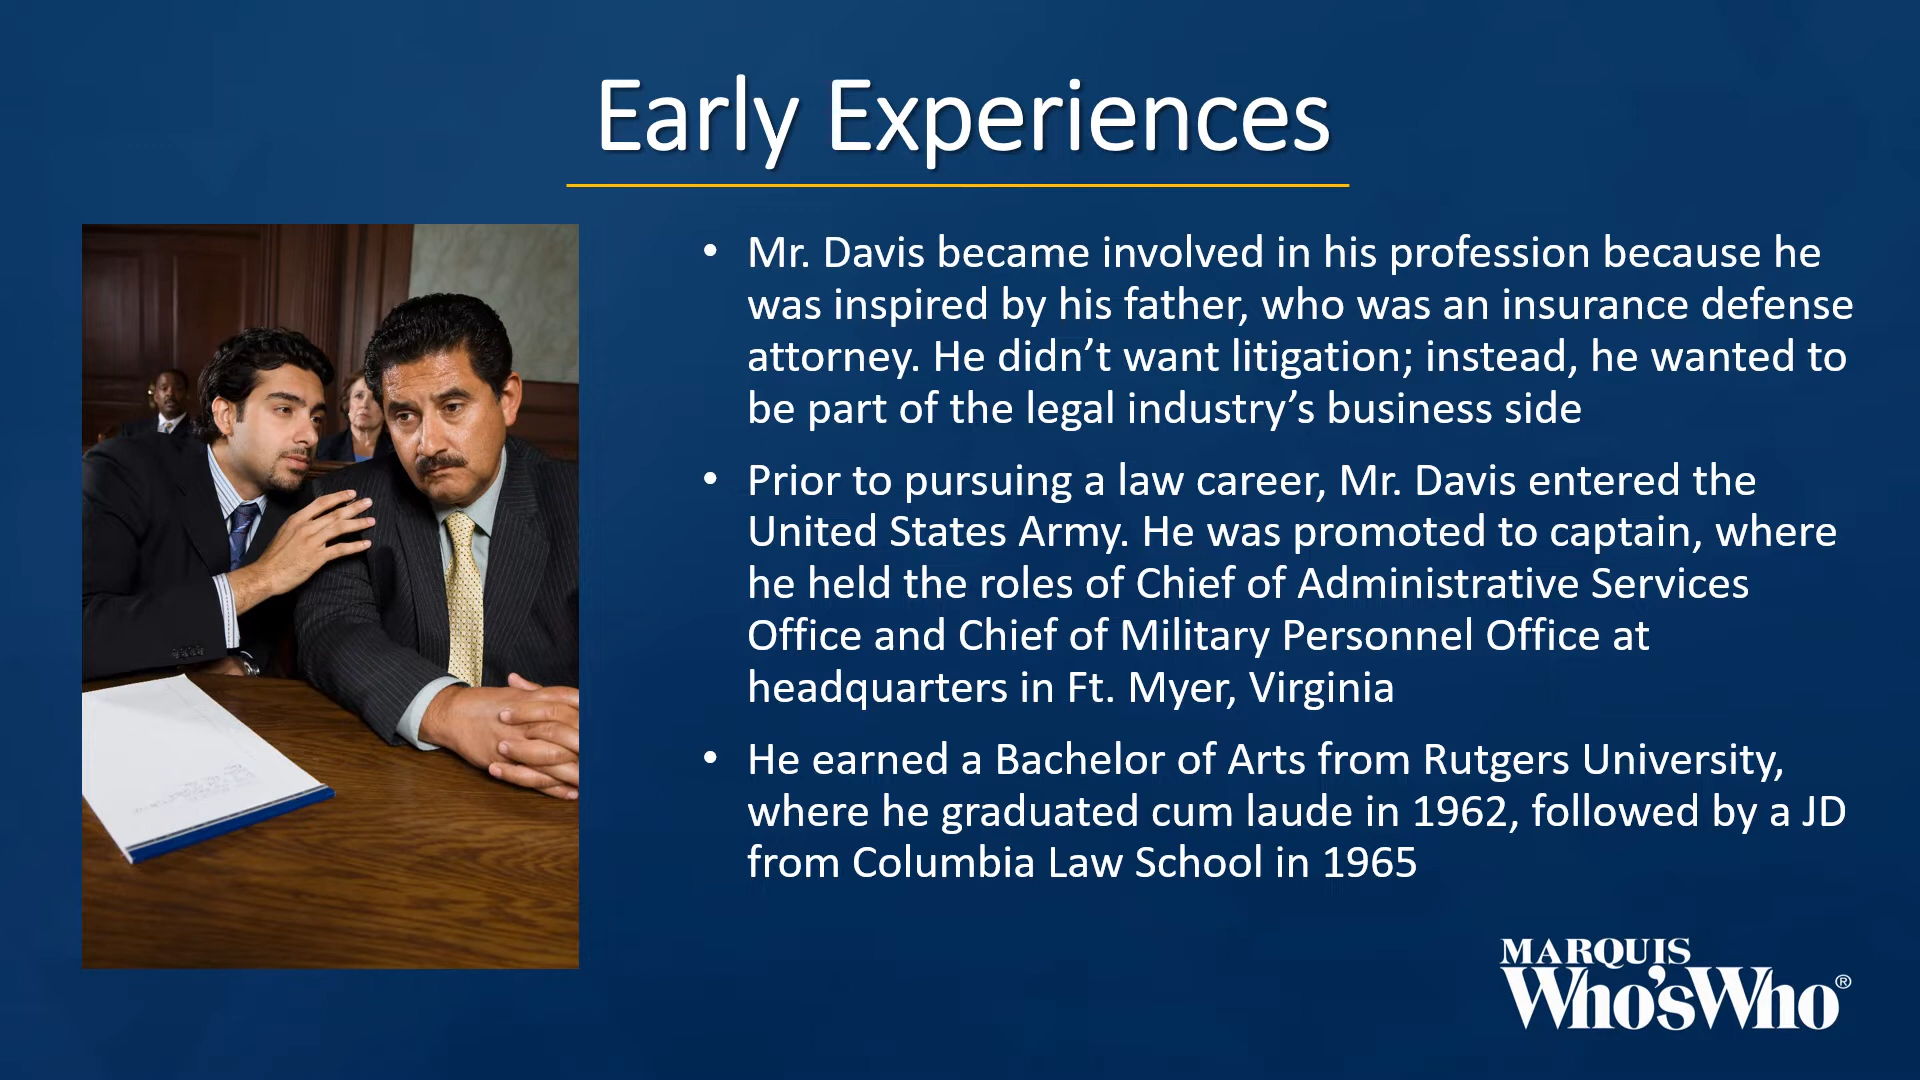 Early Experiences
• Mr. Davis became involved in his profession because he
was inspired by his father, who was an insurance defense
attorney. He didn’t want litigation; instead, he wanted to
be part of the legal industry’s business side
• Prior to pursuing a law career, Mr. Davis entered the
United States Army. He was promoted to captain, where
he held the roles of Chief of Administrative Services
Office and Chief of Military Personnel Office at
headquarters in Ft. Myer, Virginia
• He earned a Bachelor of Arts from Rutgers University,
where he graduated cum laude in 1962, followed by a JD
from Columbia Law School in 1965
MARQUIS
Who’sWho®